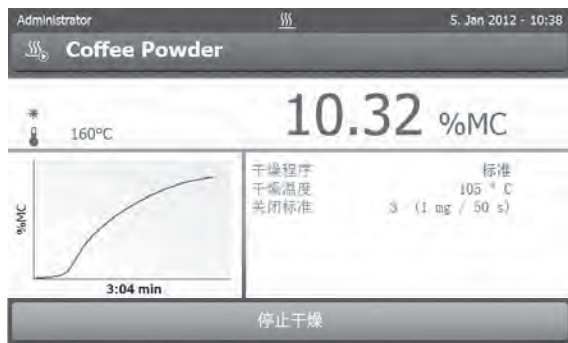 Administrator 5. Jan 2012 - 10:38
Coffee Powder
160°C 10.32 %MC
干燥程序 标准
干燥温度 105 ° C
关闭标准 3 (1 mg / 50 s)
%MC
3:04 min
停止干燥